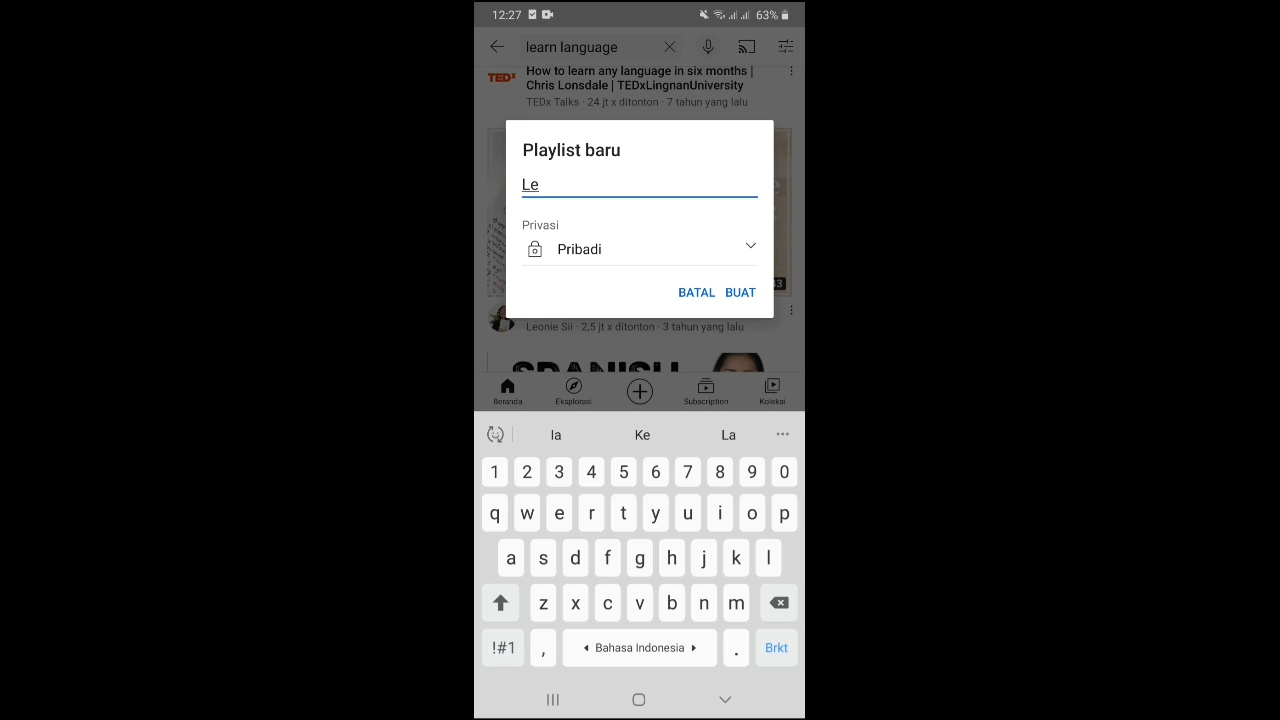 12:27 63%
learn language
TEDx How to learn any language in six months |
Chris Lonsdale | TEDxLingnanUniversity
TEDx Talks · 24 jt x ditonton · 7 tahun yang lalu
Playlist baru
Le
Privasi
Pribadi
BATAL BUAT
Leonie Sii · 2,5 jt x ditonton · 3 tahun yang lalu
SPANISH
Beranda Eksplorasi Subscription Koleksi
la Ke La
1 2 3 4 5 6 7 8 9 0
q w e r t y u i o p
a s d f g h j k l
z x c v b n m
!#1 , Bahasa Indonesia . Brkt